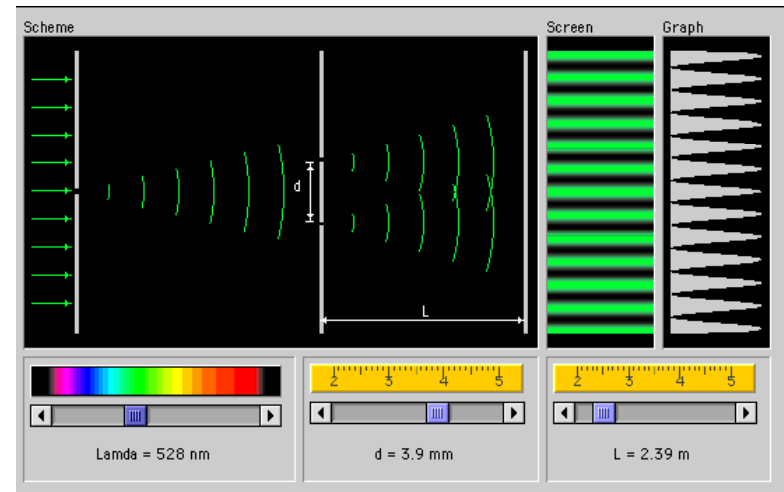 Scheme
Screen
Graph
d
L
2 3 4 5
2 3 4 5
Lamda = 528 nm
d = 3.9 mm
L = 2.39 m